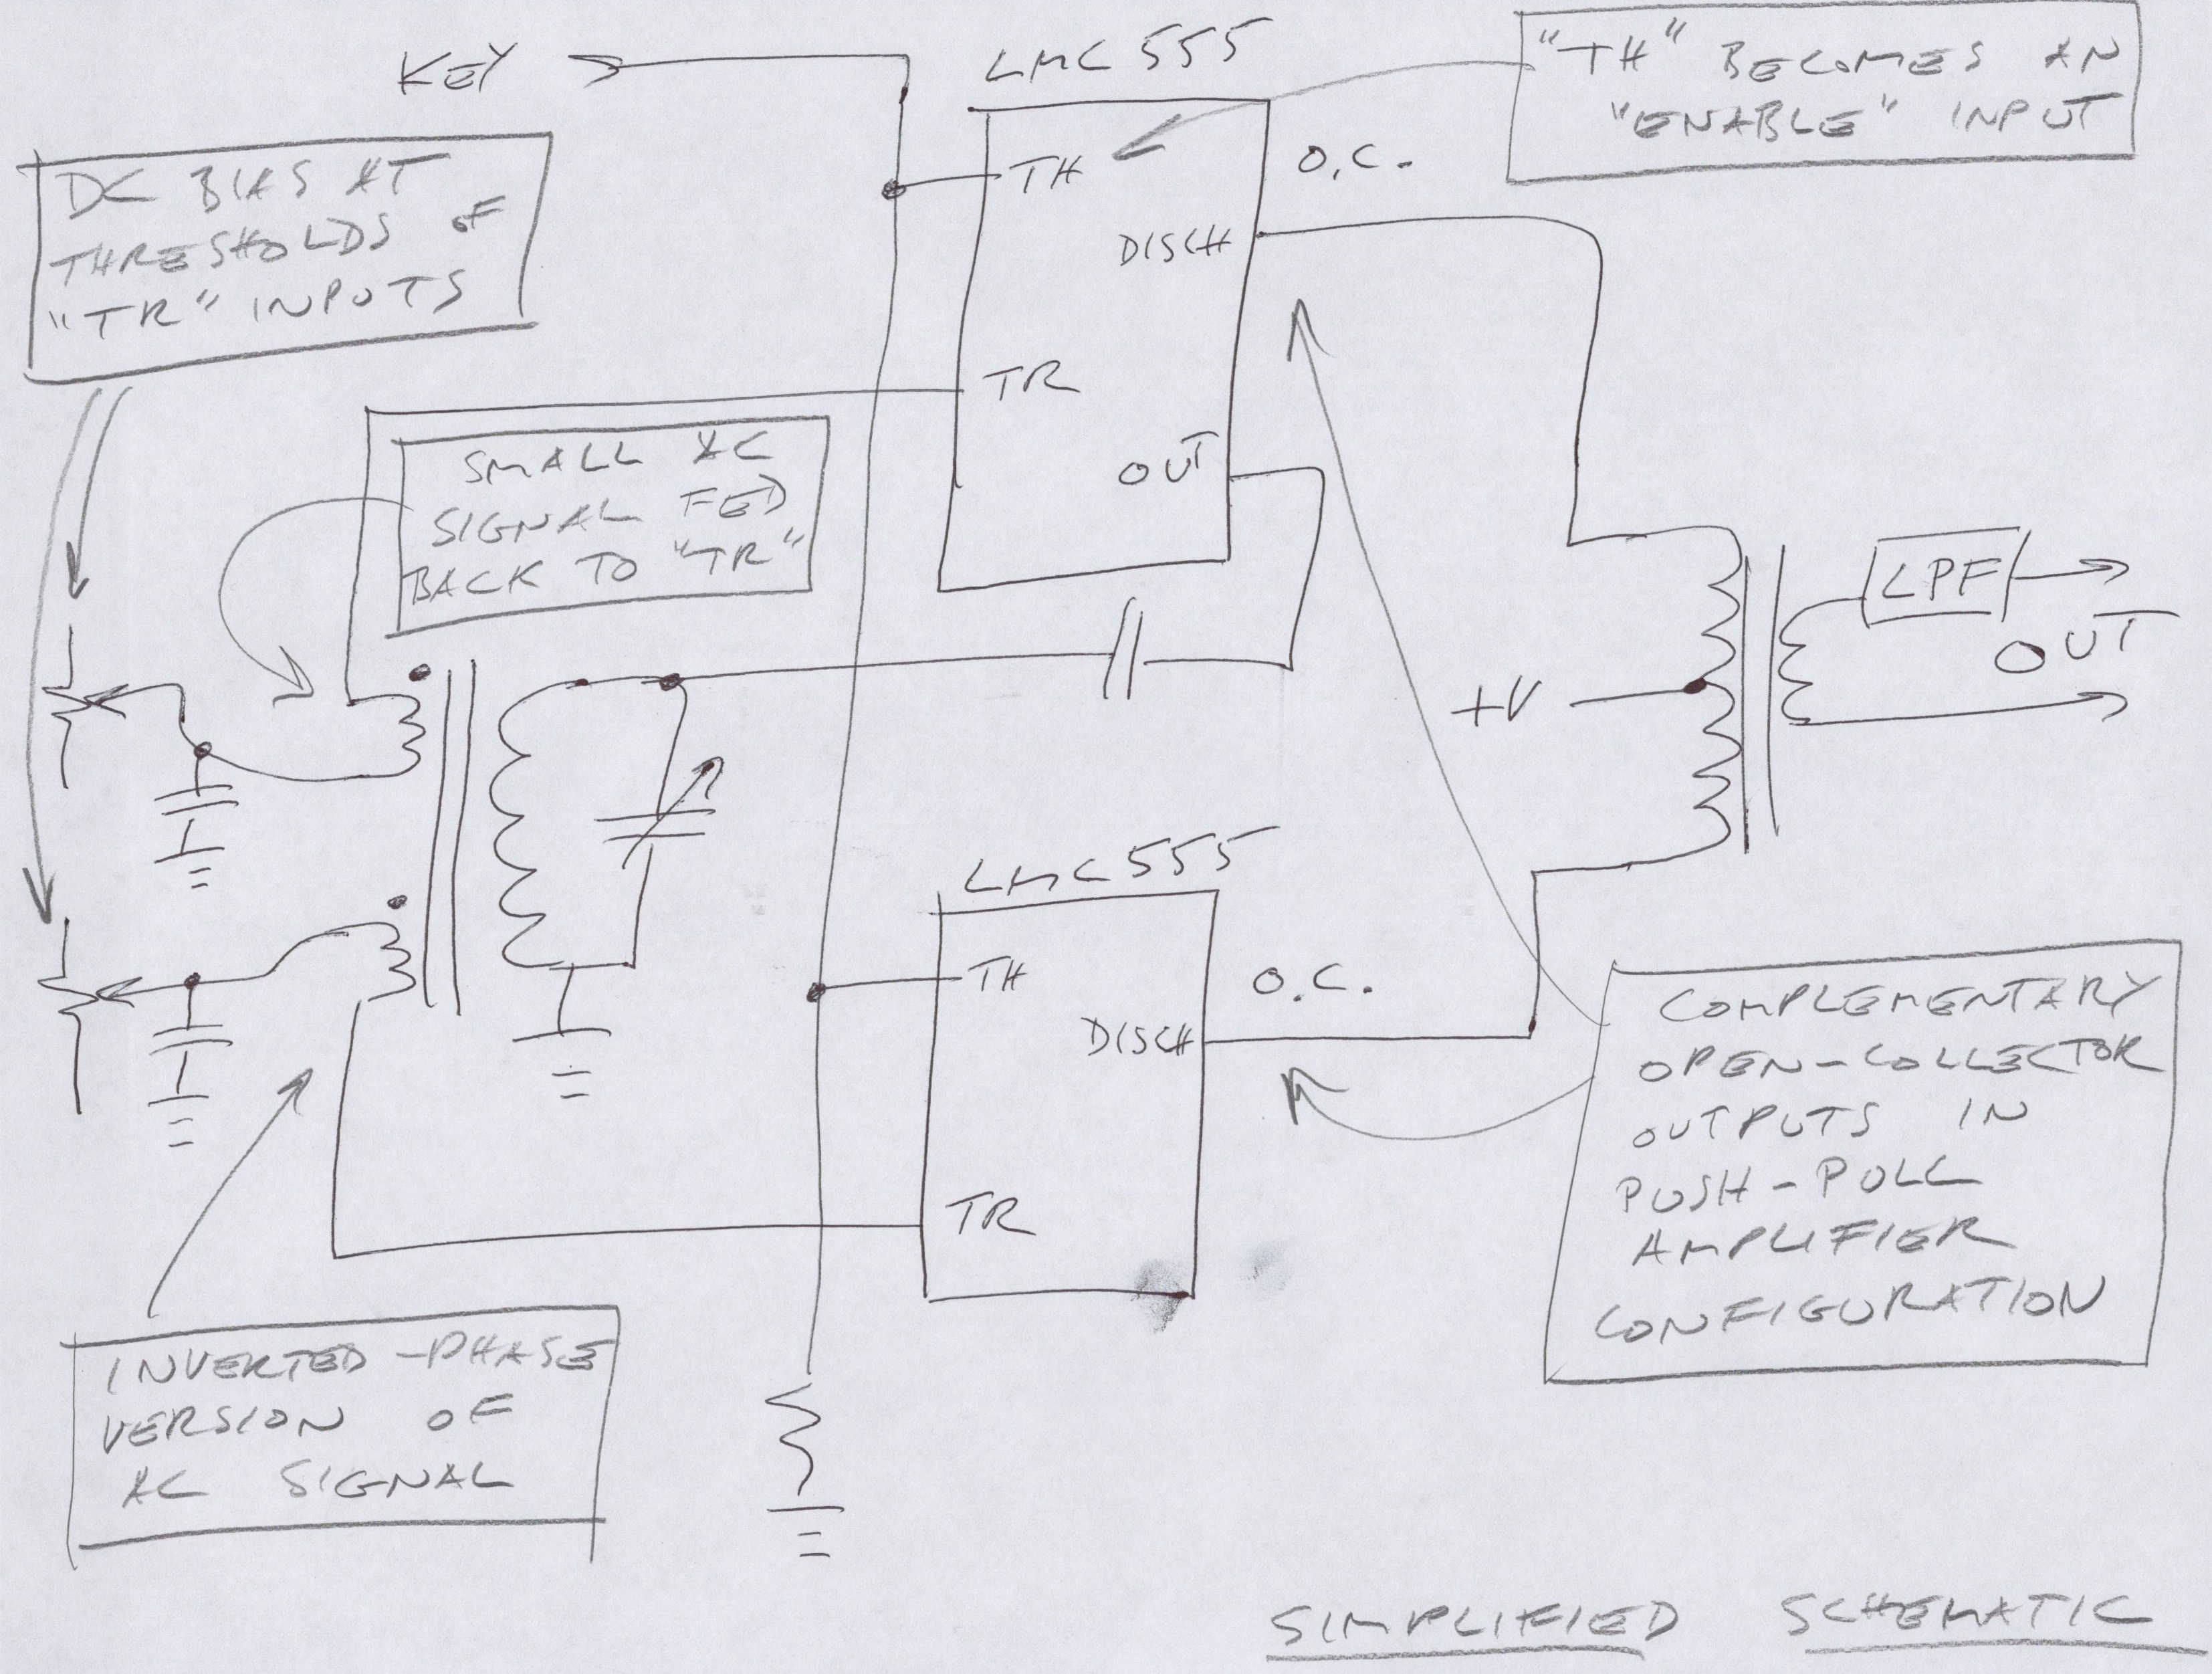 KEY
LMC555
"TH" BECOMES AN
"ENABLE" INPUT
DC BIAS AT
THRESHOLDS OF
"TR" INPUTS
TH
O.C.
DISCH
TR
OUT
SMALL AC
SIGNAL FED
BACK TO "TR"
LPF
OUT
+V
LMC555
TH
O.C.
DISCH
TR
COMPLEMENTARY
OPEN-COLLECTOR
OUTPUTS IN
PUSH-PULL
AMPLIFIER
CONFIGURATION
INVERTED-PHASE
VERSION OF
AC SIGNAL
SIMPLIFIED SCHEMATIC